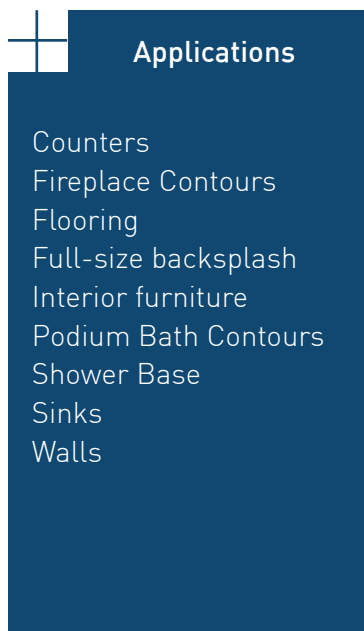 Applications
Counters
Fireplace Contours
Flooring
Full-size backsplash
Interior furniture
Podium Bath Contours
Shower Base
Sinks
Walls